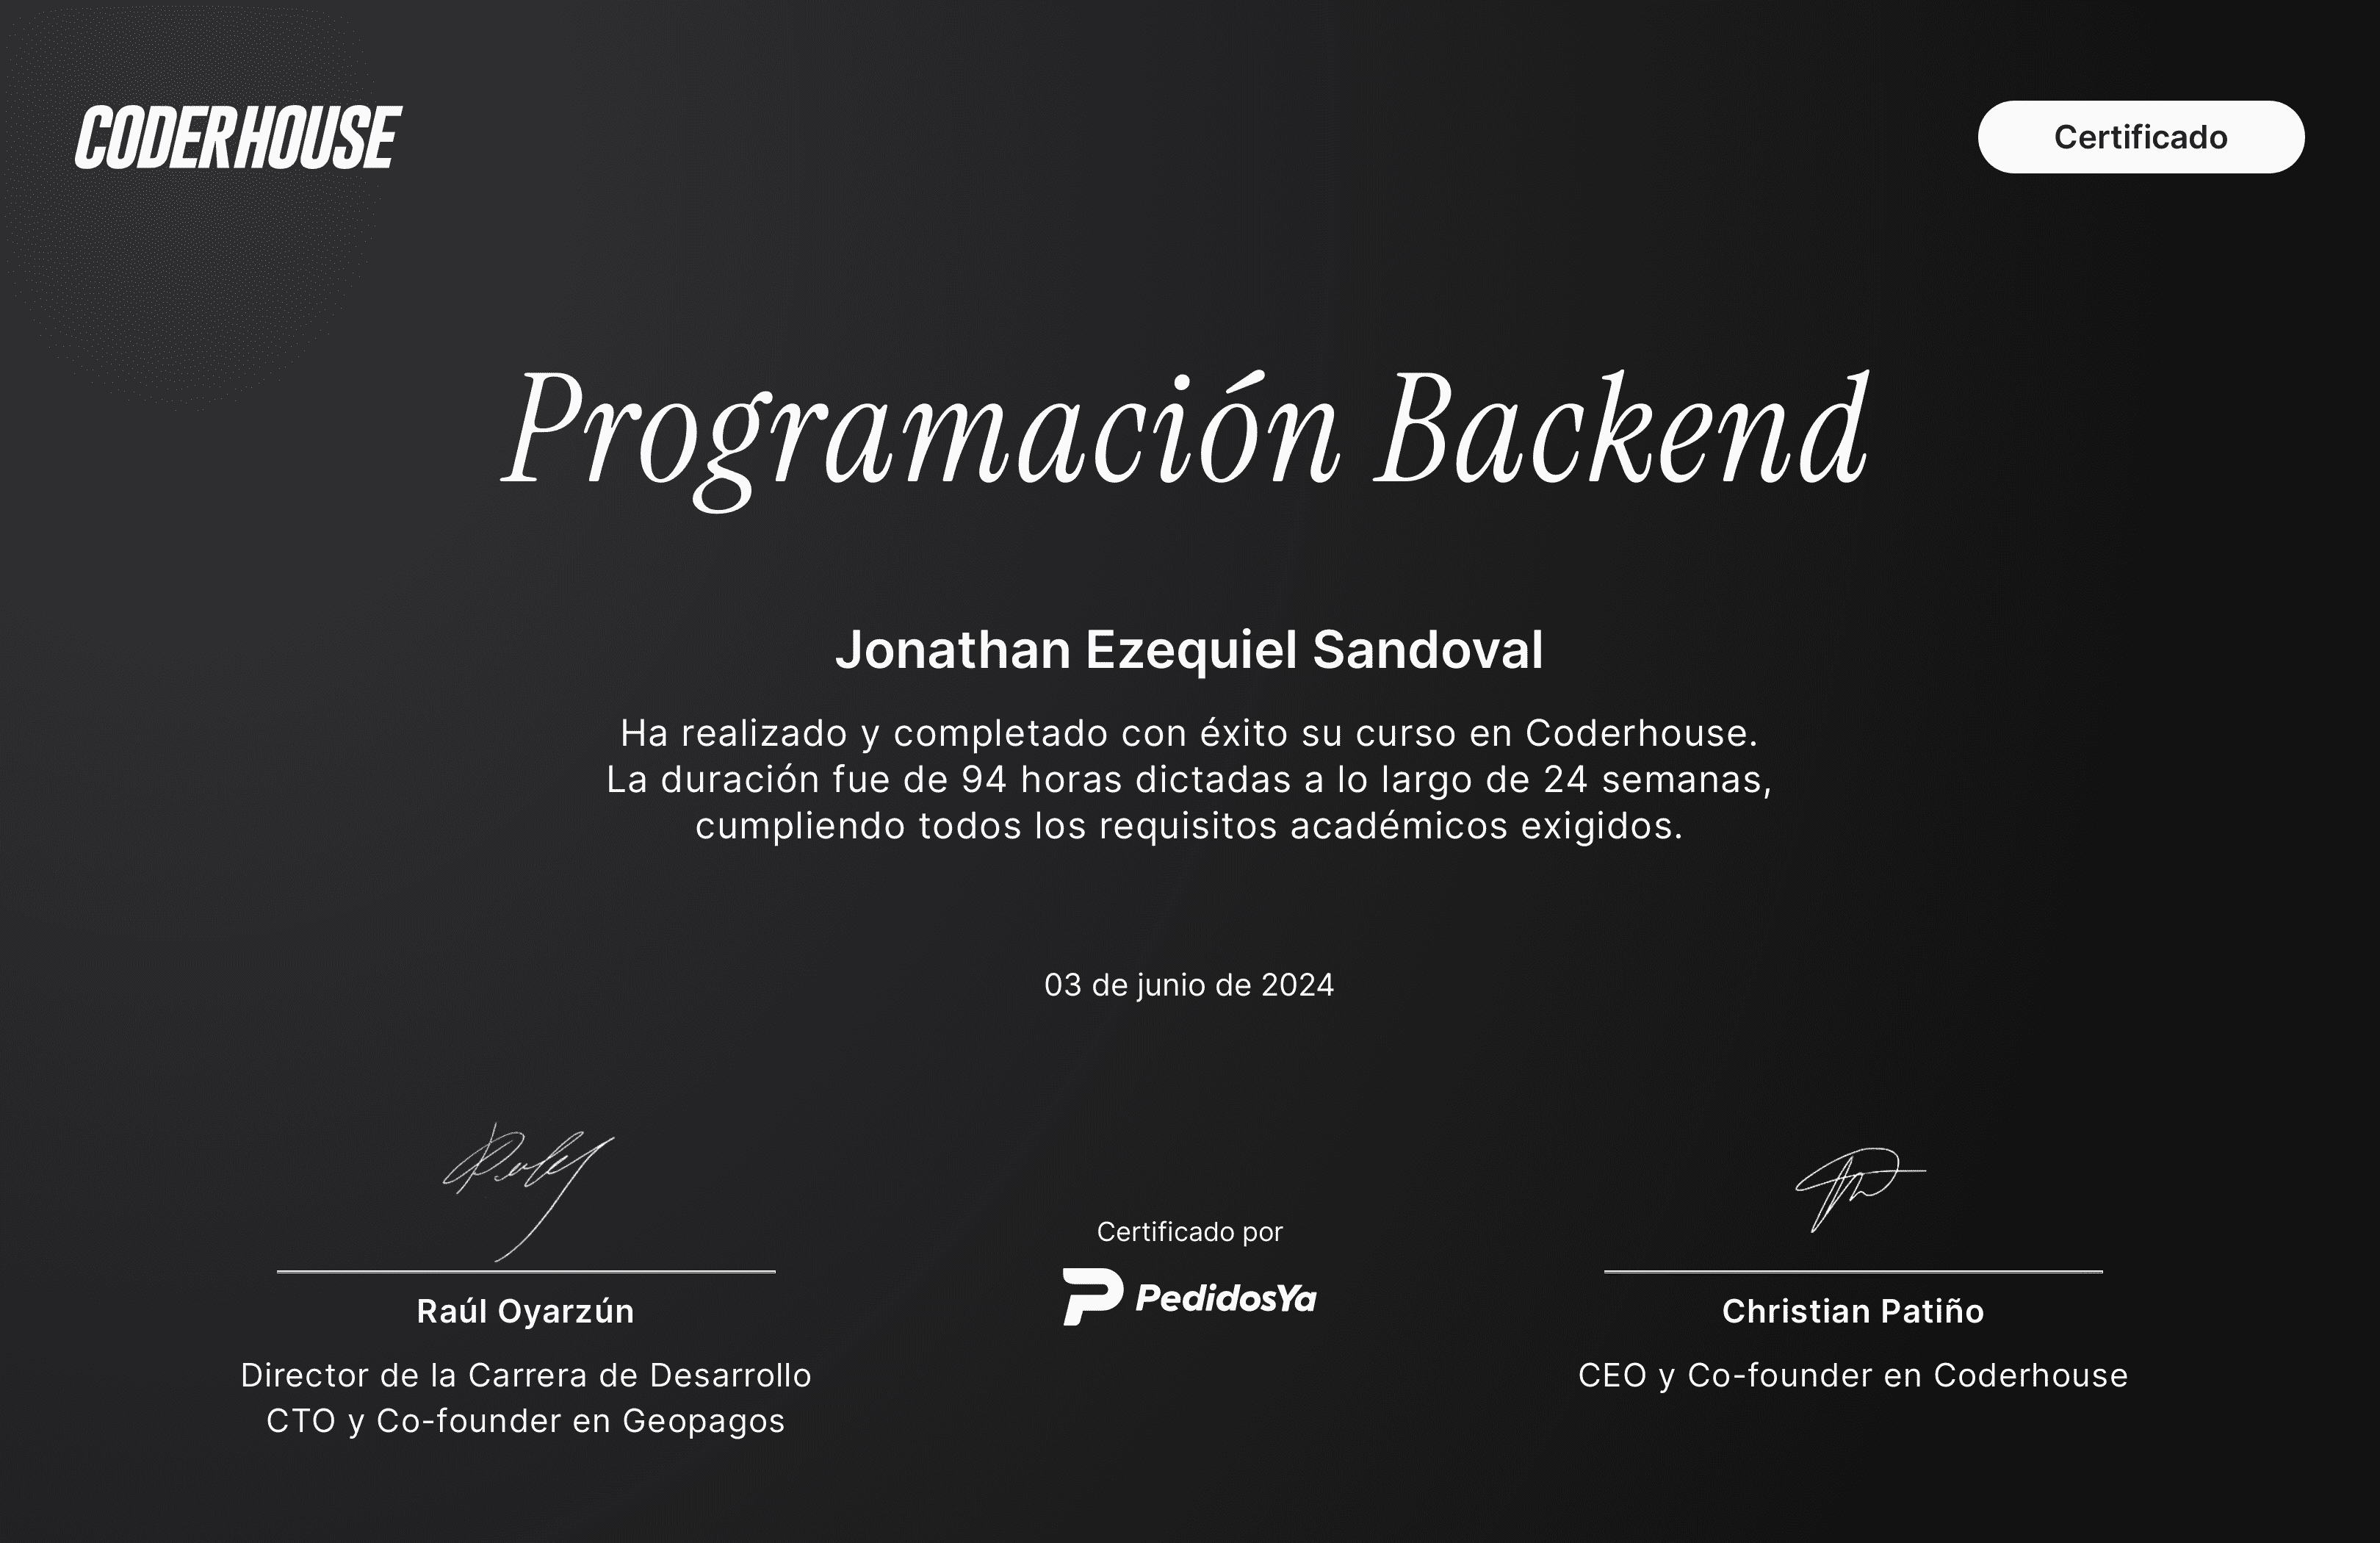 CODERHOUSE
Certificado
Programación Backend
Jonathan Ezequiel Sandoval
Ha realizado y completado con éxito su curso en Coderhouse.
La duración fue de 94 horas dictadas a lo largo de 24 semanas,
cumpliendo todos los requisitos académicos exigidos.
03 de junio de 2024
Raúl Oyarzún
Director de la Carrera de Desarrollo
CTO y Co-founder en Geopagos
Certificado por
PedidosYa
Christian Patiño
CEO y Co-founder en Coderhouse